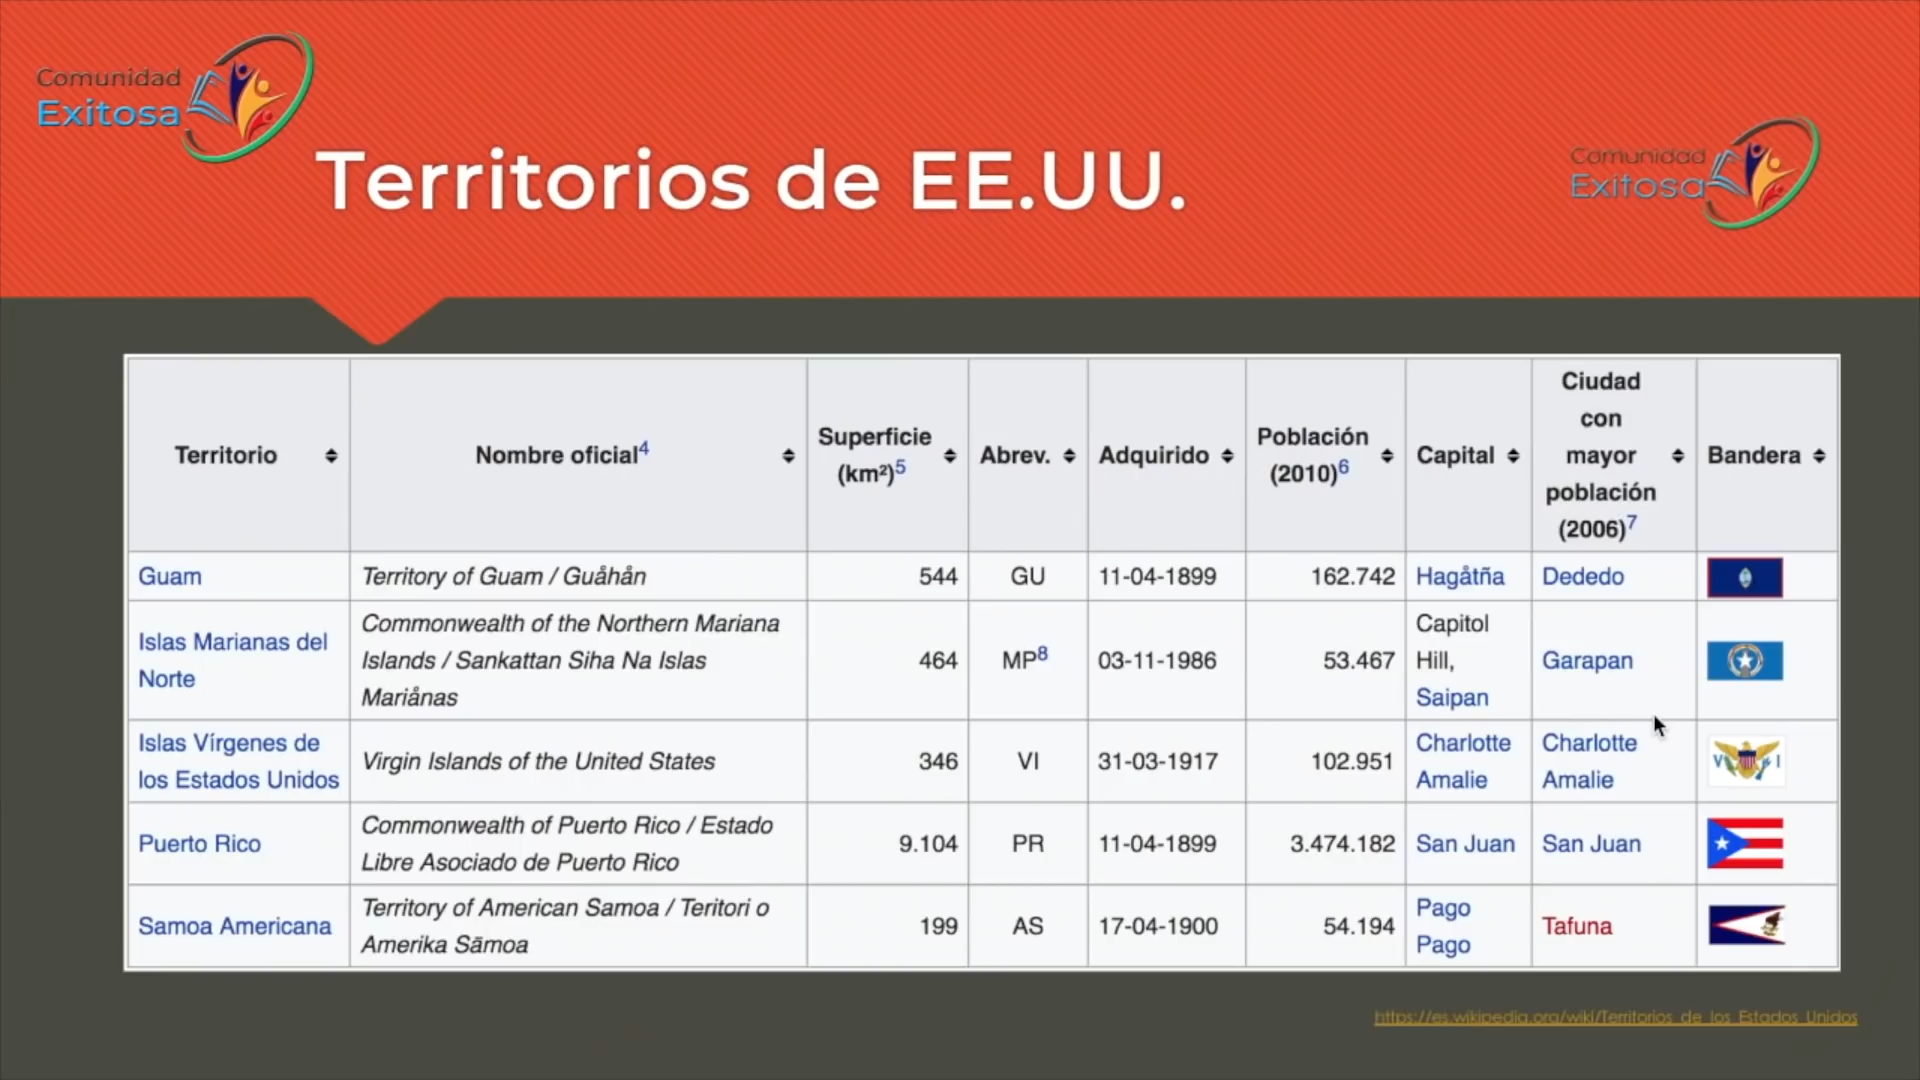 Comunidad
Exitosa
Comunidad
Exitosa
Territorios de EE.UU.
Territorio
Nombre oficial4
Superficie
(km²)5
Abrev.
Adquirido
Población
(2010)6
Capital
Ciudad
con
mayor
población
(2006)7
Bandera
Guam
Territory of Guam / Guåhån
544
GU
11-04-1899
162.742
Hagåtña
Dededo
Islas Marianas del
Norte
Commonwealth of the Northern Mariana
Islands / Sankattan Siha Na Islas
Mariånas
464
MP8
03-11-1986
53.467
Capitol
Hill,
Saipan
Garapan
Islas Vírgenes de
los Estados Unidos
Virgin Islands of the United States
346
VI
31-03-1917
102.951
Charlotte
Amalie
Charlotte
Amalie
V I
Puerto Rico
Commonwealth of Puerto Rico / Estado
Libre Asociado de Puerto Rico
9.104
PR
11-04-1899
3.474.182
San Juan
San Juan
Samoa Americana
Territory of American Samoa / Teritori o
Amerika Sāmoa
199
AS
17-04-1900
54.194
Pago
Pago
Tafuna
https://es.wikipedia.org/wiki/Territorios_de_los_Estados_Unidos